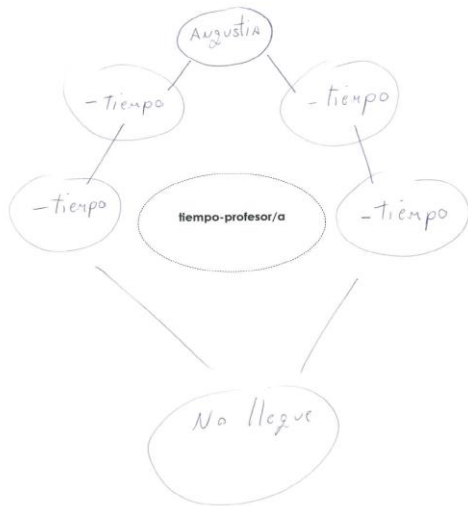 Angustia
- tiempo
- tiempo
- tiempo
tiempo-profesor/a
- tiempo
No llegue